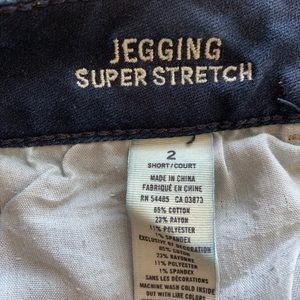 JEGGING
SUPER STRETCH
2
SHORT/COURT
MADE IN CHINA
FABRIQUÉ EN CHINE
RN 54485 CA 03873
65% COTTON
23% RAYON
11% POLYESTER
1% SPANDEX
EXCLUSIVE OF DECORATION
65% COTON
23% RAYONNE
11% POLYESTER
1% SPANDEX
SANS LES DÉCORATIONS
MACHINE WASH COLD INSIDE
OUT WITH LIKE COLORS